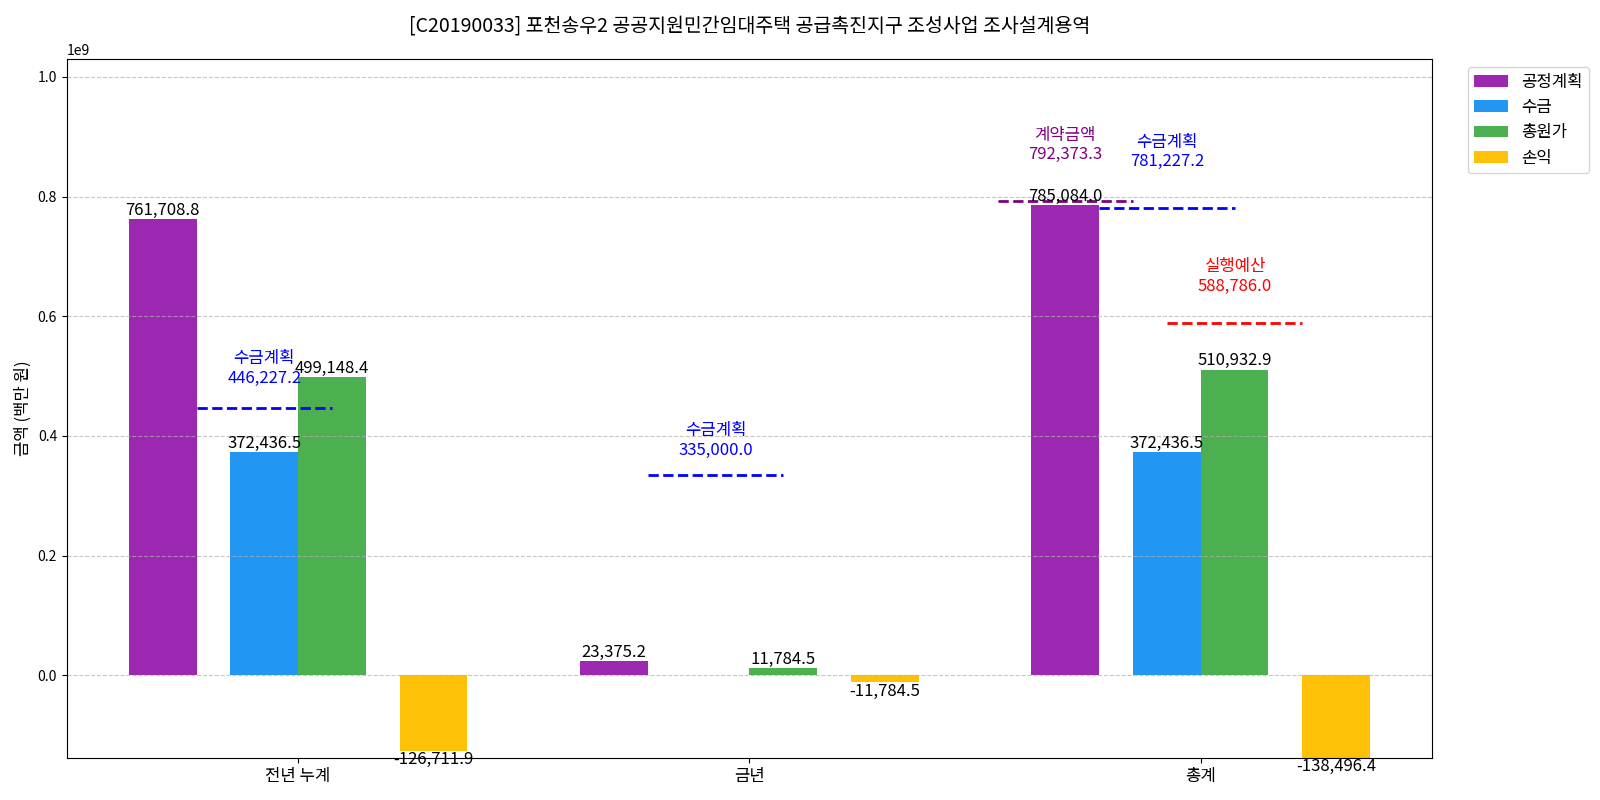 [C20190033] 포천송우2 공공지원민간임대주택 공급촉진지구 조성사업 조사설계용역
1e9
1.0
0.8
0.6
0.4
0.2
0.0
금액 (백만 원)
761,708.8
수금계획
446,227.2
499,148.4
372,436.5
-126,711.9
수금계획
335,000.0
23,375.2
11,784.5
-11,784.5
계약금액
792,373.3
수금계획
781,227.2
785,084.0
실행예산
588,786.0
510,932.9
372,436.5
-138,496.4
전년 누계
금년
총계
공정계획
수금
총원가
손익